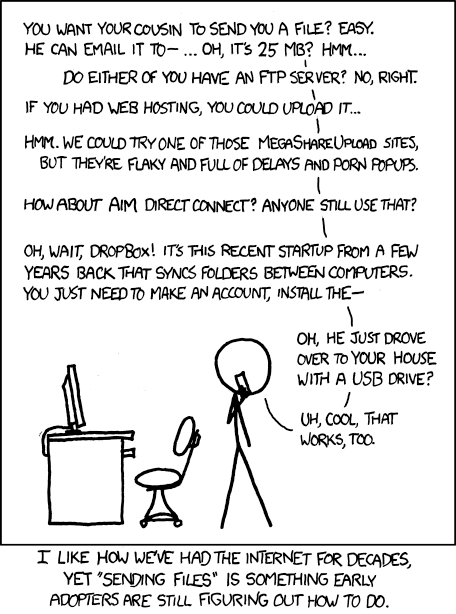 YOU WANT YOUR COUSIN TO SEND YOU A FILE? EASY.
HE CAN EMAIL IT TO— ... OH, IT'S 25 MB? HMM...
DO EITHER OF YOU HAVE AN FTP SERVER? NO, RIGHT.
IF YOU HAD WEB HOSTING, YOU COULD UPLOAD IT...
HMM. WE COULD TRY ONE OF THOSE MEGASHAREUPLOAD SITES,
BUT THEY'RE FLAKY AND FULL OF DELAYS AND PORN POPUPS.
HOW ABOUT AIM DIRECT CONNECT? ANYONE STILL USE THAT?
OH, WAIT, DROPBOX! IT'S THIS RECENT STARTUP FROM A FEW
YEARS BACK THAT SYNCS FOLDERS BETWEEN COMPUTERS.
YOU JUST NEED TO MAKE AN ACCOUNT, INSTALL THE—
OH, HE JUST DROVE
OVER TO YOUR HOUSE
WITH A USB DRIVE?
UH, COOL, THAT
WORKS, TOO.
I LIKE HOW WE'VE HAD THE INTERNET FOR DECADES,
YET "SENDING FILES" IS SOMETHING EARLY
ADOPTERS ARE STILL FIGURING OUT HOW TO DO.